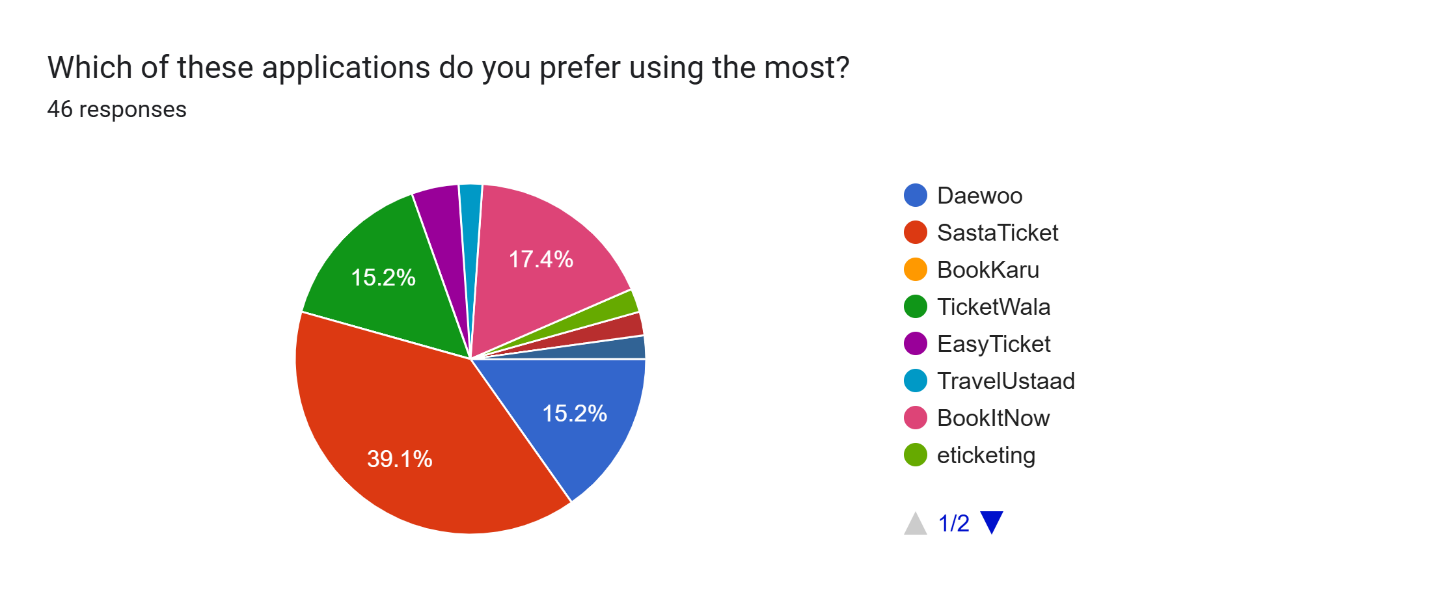 Which of these applications do you prefer using the most?
46 responses
17.4%
15.2%
15.2%
39.1%
Daewoo
SastaTicket
BookKaru
TicketWala
EasyTicket
TravelUstaad
BookItNow
eticketing
1/2